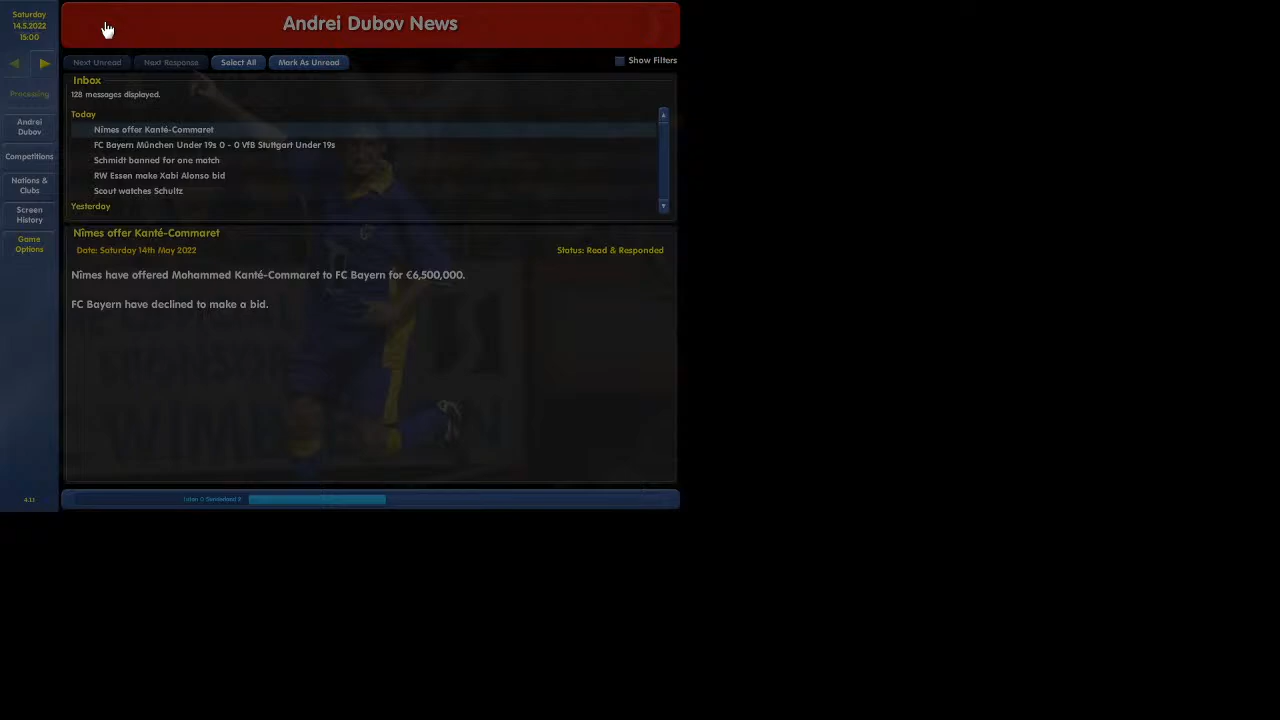 Saturday
14.5.2022
15:00
Andrei Dubov News
Next Unread
Next Response
Select All
Mark As Unread
Show Filters
Processing
Andrei
Dubov
Competitions
Nations &
Clubs
Screen
History
Game
Options
4.1.1
Inbox
128 messages displayed.
Today
Nîmes offer Kanté-Commaret
FC Bayern München Under 19s 0 - 0 VfB Stuttgart Under 19s
Schmidt banned for one match
RW Essen make Xabi Alonso bid
Scout watches Schultz
Yesterday
Nîmes offer Kanté-Commaret
Date: Saturday 14th May 2022
Status: Read & Responded
Nîmes have offered Mohammed Kanté-Commaret to FC Bayern for €6,500,000.
FC Bayern have declined to make a bid.